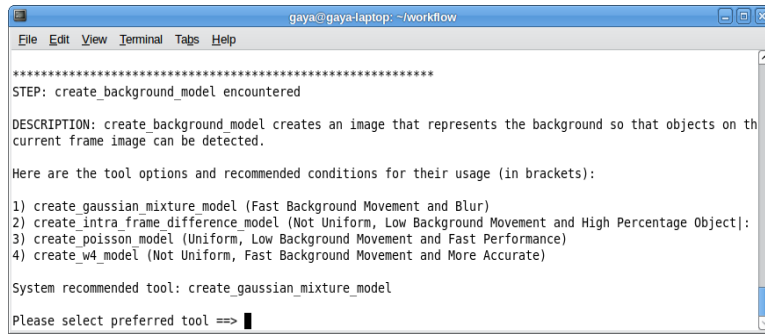 gaya@gaya-laptop: ~/workflow
File Edit View Terminal Tabs Help
************************************************************
STEP: create_background_model encountered
DESCRIPTION: create_background_model creates an image that represents the background so that objects on th
current frame image can be detected.
Here are the tool options and recommended conditions for their usage (in brackets):
1) create_gaussian_mixture_model (Fast Background Movement and Blur)
2) create_intra_frame_difference_model (Not Uniform, Low Background Movement and High Percentage Object|:
3) create_poisson_model (Uniform, Low Background Movement and Fast Performance)
4) create_w4_model (Not Uniform, Fast Background Movement and More Accurate)
System recommended tool: create_gaussian_mixture_model
Please select preferred tool ==>